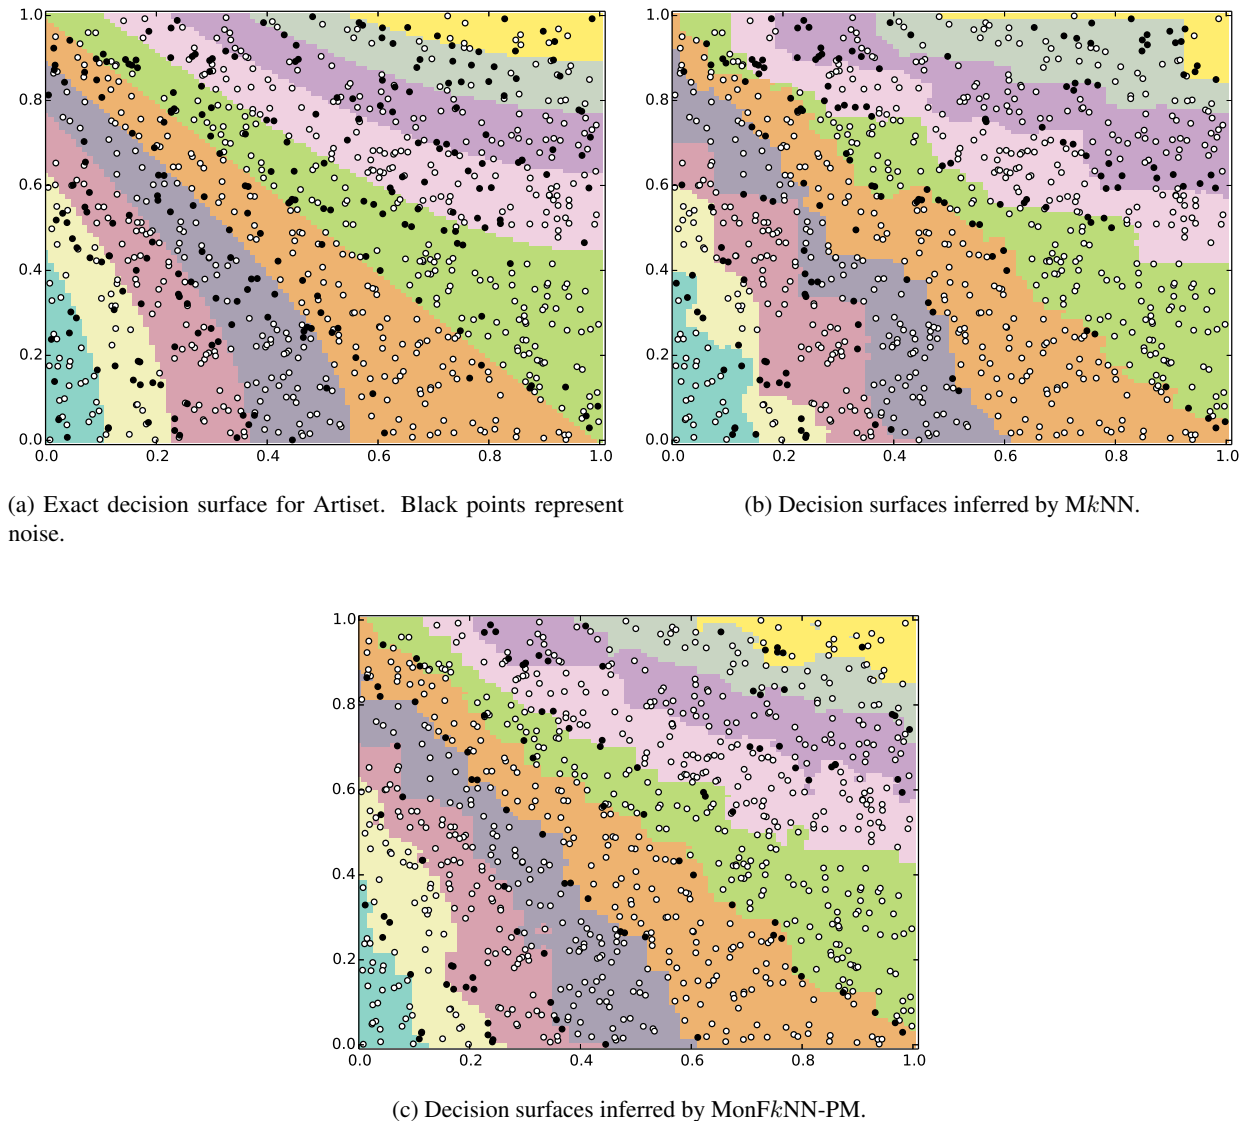 1.0
0.8
0.6
0.4
0.2
0.0
0.0 0.2 0.4 0.6 0.8 1.0
(a) Exact decision surface for Artiset. Black points represent
noise.
1.0
0.8
0.6
0.4
0.2
0.0
0.0 0.2 0.4 0.6 0.8 1.0
(b) Decision surfaces inferred by MkNN.
1.0
0.8
0.6
0.4
0.2
0.0
0.0 0.2 0.4 0.6 0.8 1.0
(c) Decision surfaces inferred by MonFkNN-PM.